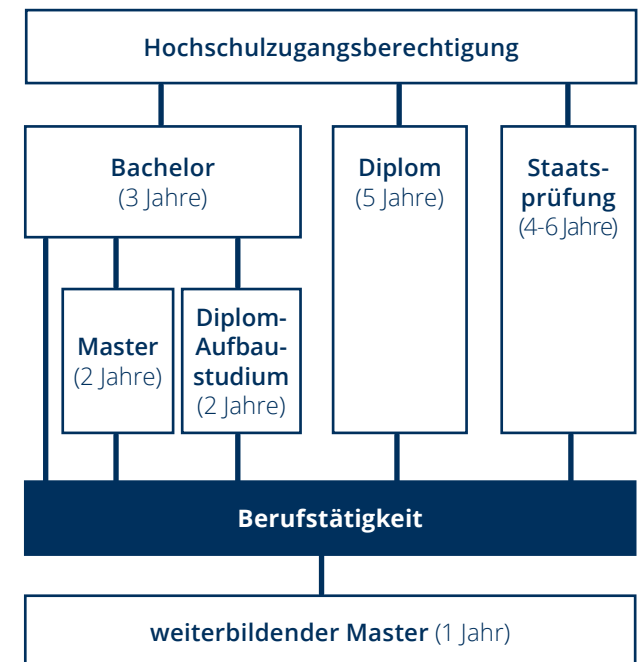 Hochschulzugangsberechtigung
Bachelor
(3 Jahre)
Diplom
(5 Jahre)
Staats-
prüfung
(4-6 Jahre)
Master
(2 Jahre)
Diplom-
Aufbau-
studium
(2 Jahre)
Berufstätigkeit
weiterbildender Master (1 Jahr)